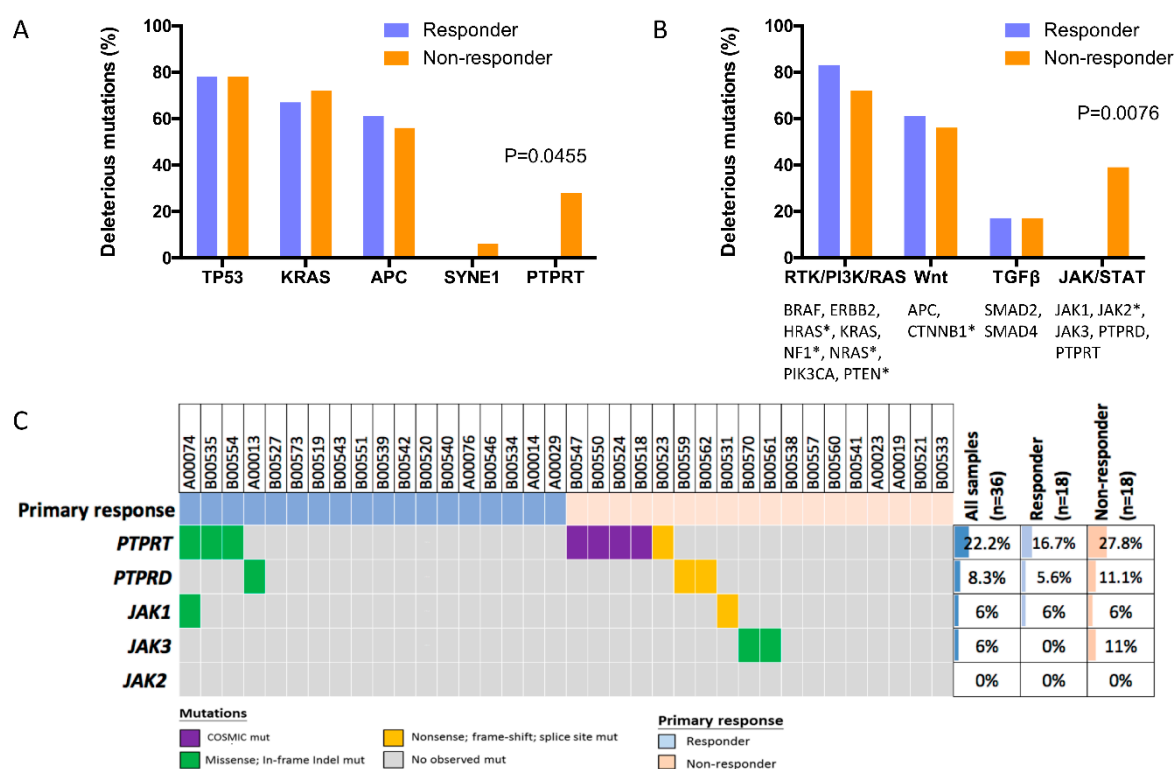 A
Deleterious mutations (%)
100
80
60
40
20
0
Responder
Non-responder
P=0.0455
TP53 KRAS APC SYNE1 PTPRT
B
Deleterious mutations (%)
100
80
60
40
20
0
Responder
Non-responder
P=0.0076
RTK/PI3K/RAS Wnt TGFβ JAK/STAT
BRAF, ERBB2,
HRAS*, KRAS,
NF1*, NRAS*,
PIK3CA, PTEN*
APC,
CTNNB1*
SMAD2,
SMAD4
JAK1, JAK2*,
JAK3, PTPRD,
PTPRT
C
A00074
B00535
B00554
A00013
B00527
B00573
B00519
B00543
B00551
B00539
B00542
B00520
B00540
A00076
B00546
B00534
A00014
A00029
B00547
B00550
B00524
B00518
B00523
B00559
B00562
B00531
B00570
B00561
B00538
B00557
B00560
B00541
A00023
A00019
B00521
B00533
All samples
(n=36)
Responder
(n=18)
Non-responder
(n=18)
Primary response
PTPRT 22.2% 16.7% 27.8%
PTPRD 8.3% 5.6% 11.1%
JAK1 6% 6% 6%
JAK3 6% 0% 11%
JAK2 0% 0% 0%
Mutations
COSMIC mut
Missense; In-frame Indel mut
Nonsense; frame-shift; splice site mut
No observed mut
Primary response
Responder
Non-responder